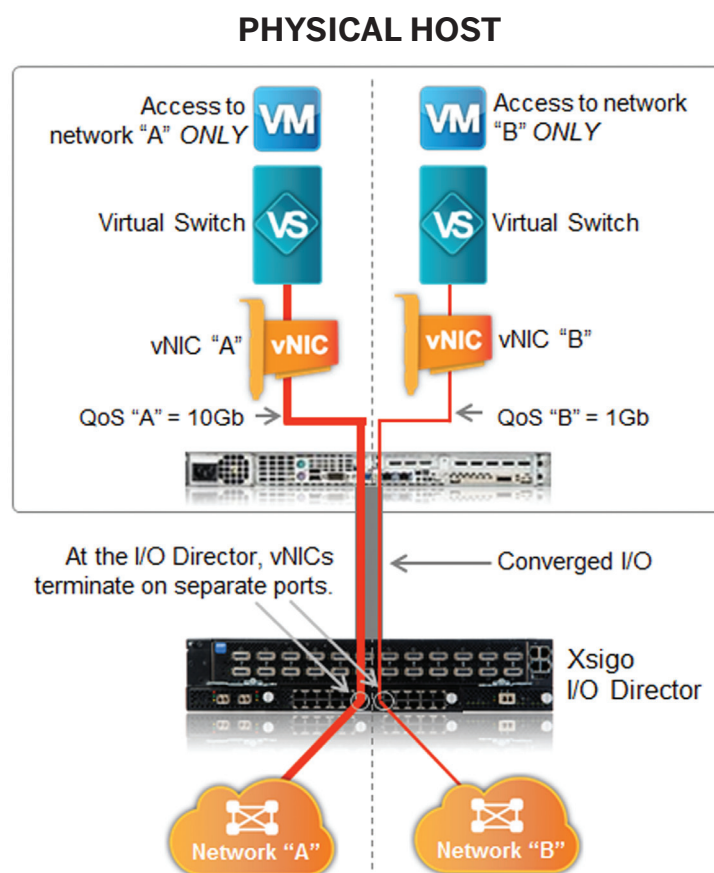 PHYSICAL HOST
Access to
network “A” ONLY
VM
VM
Access to network
“B” ONLY
Virtual Switch
VS
VS
Virtual Switch
vNIC “A”
vNIC
vNIC
vNIC “B”
QoS “A” = 10Gb
QoS “B” = 1Gb
At the I/O Director, vNICs
terminate on separate ports.
Converged I/O
Xsigo
I/O Director
Network “A”
Network “B”